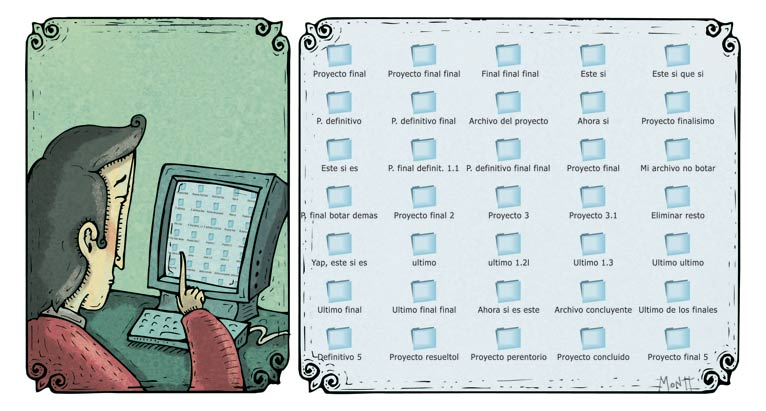 Proyecto final
Proyecto final final
Final final final
Este si
Este si que si
P. definitivo
P. definitivo final
Archivo del proyecto
Ahora si
Proyecto finalisimo
Este si es
P. final definit. 1.1
P. definitivo final final
Proyecto final
Mi archivo no botar
P. final botar demas
Proyecto final 2
Proyecto 3
Proyecto 3.1
Eliminar resto
Yap, este si es
ultimo
ultimo 1.2l
Ultimo 1.3
Ultimo ultimo
Ultimo final
Ultimo final final
Ahora si es este
Archivo concluyente
Ultimo de los finales
Definitivo 5
Proyecto resueltol
Proyecto perentorio
Proyecto concluido
Proyecto final 5
MONTT